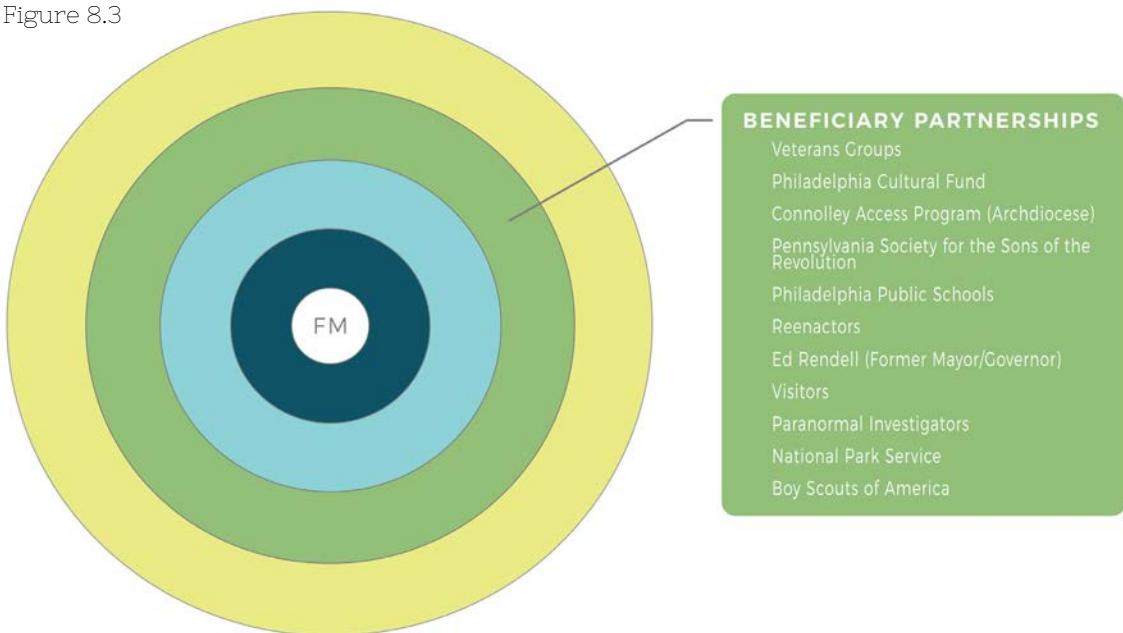 Figure 8.3
FM
BENEFICIARY PARTNERSHIPS
Veterans Groups
Philadelphia Cultural Fund
Connolley Access Program (Archdiocese)
Pennsylvania Society for the Sons of the
Revolution
Philadelphia Public Schools
Reenactors
Ed Rendell (Former Mayor/Governor)
Visitors
Paranormal Investigators
National Park Service
Boy Scouts of America